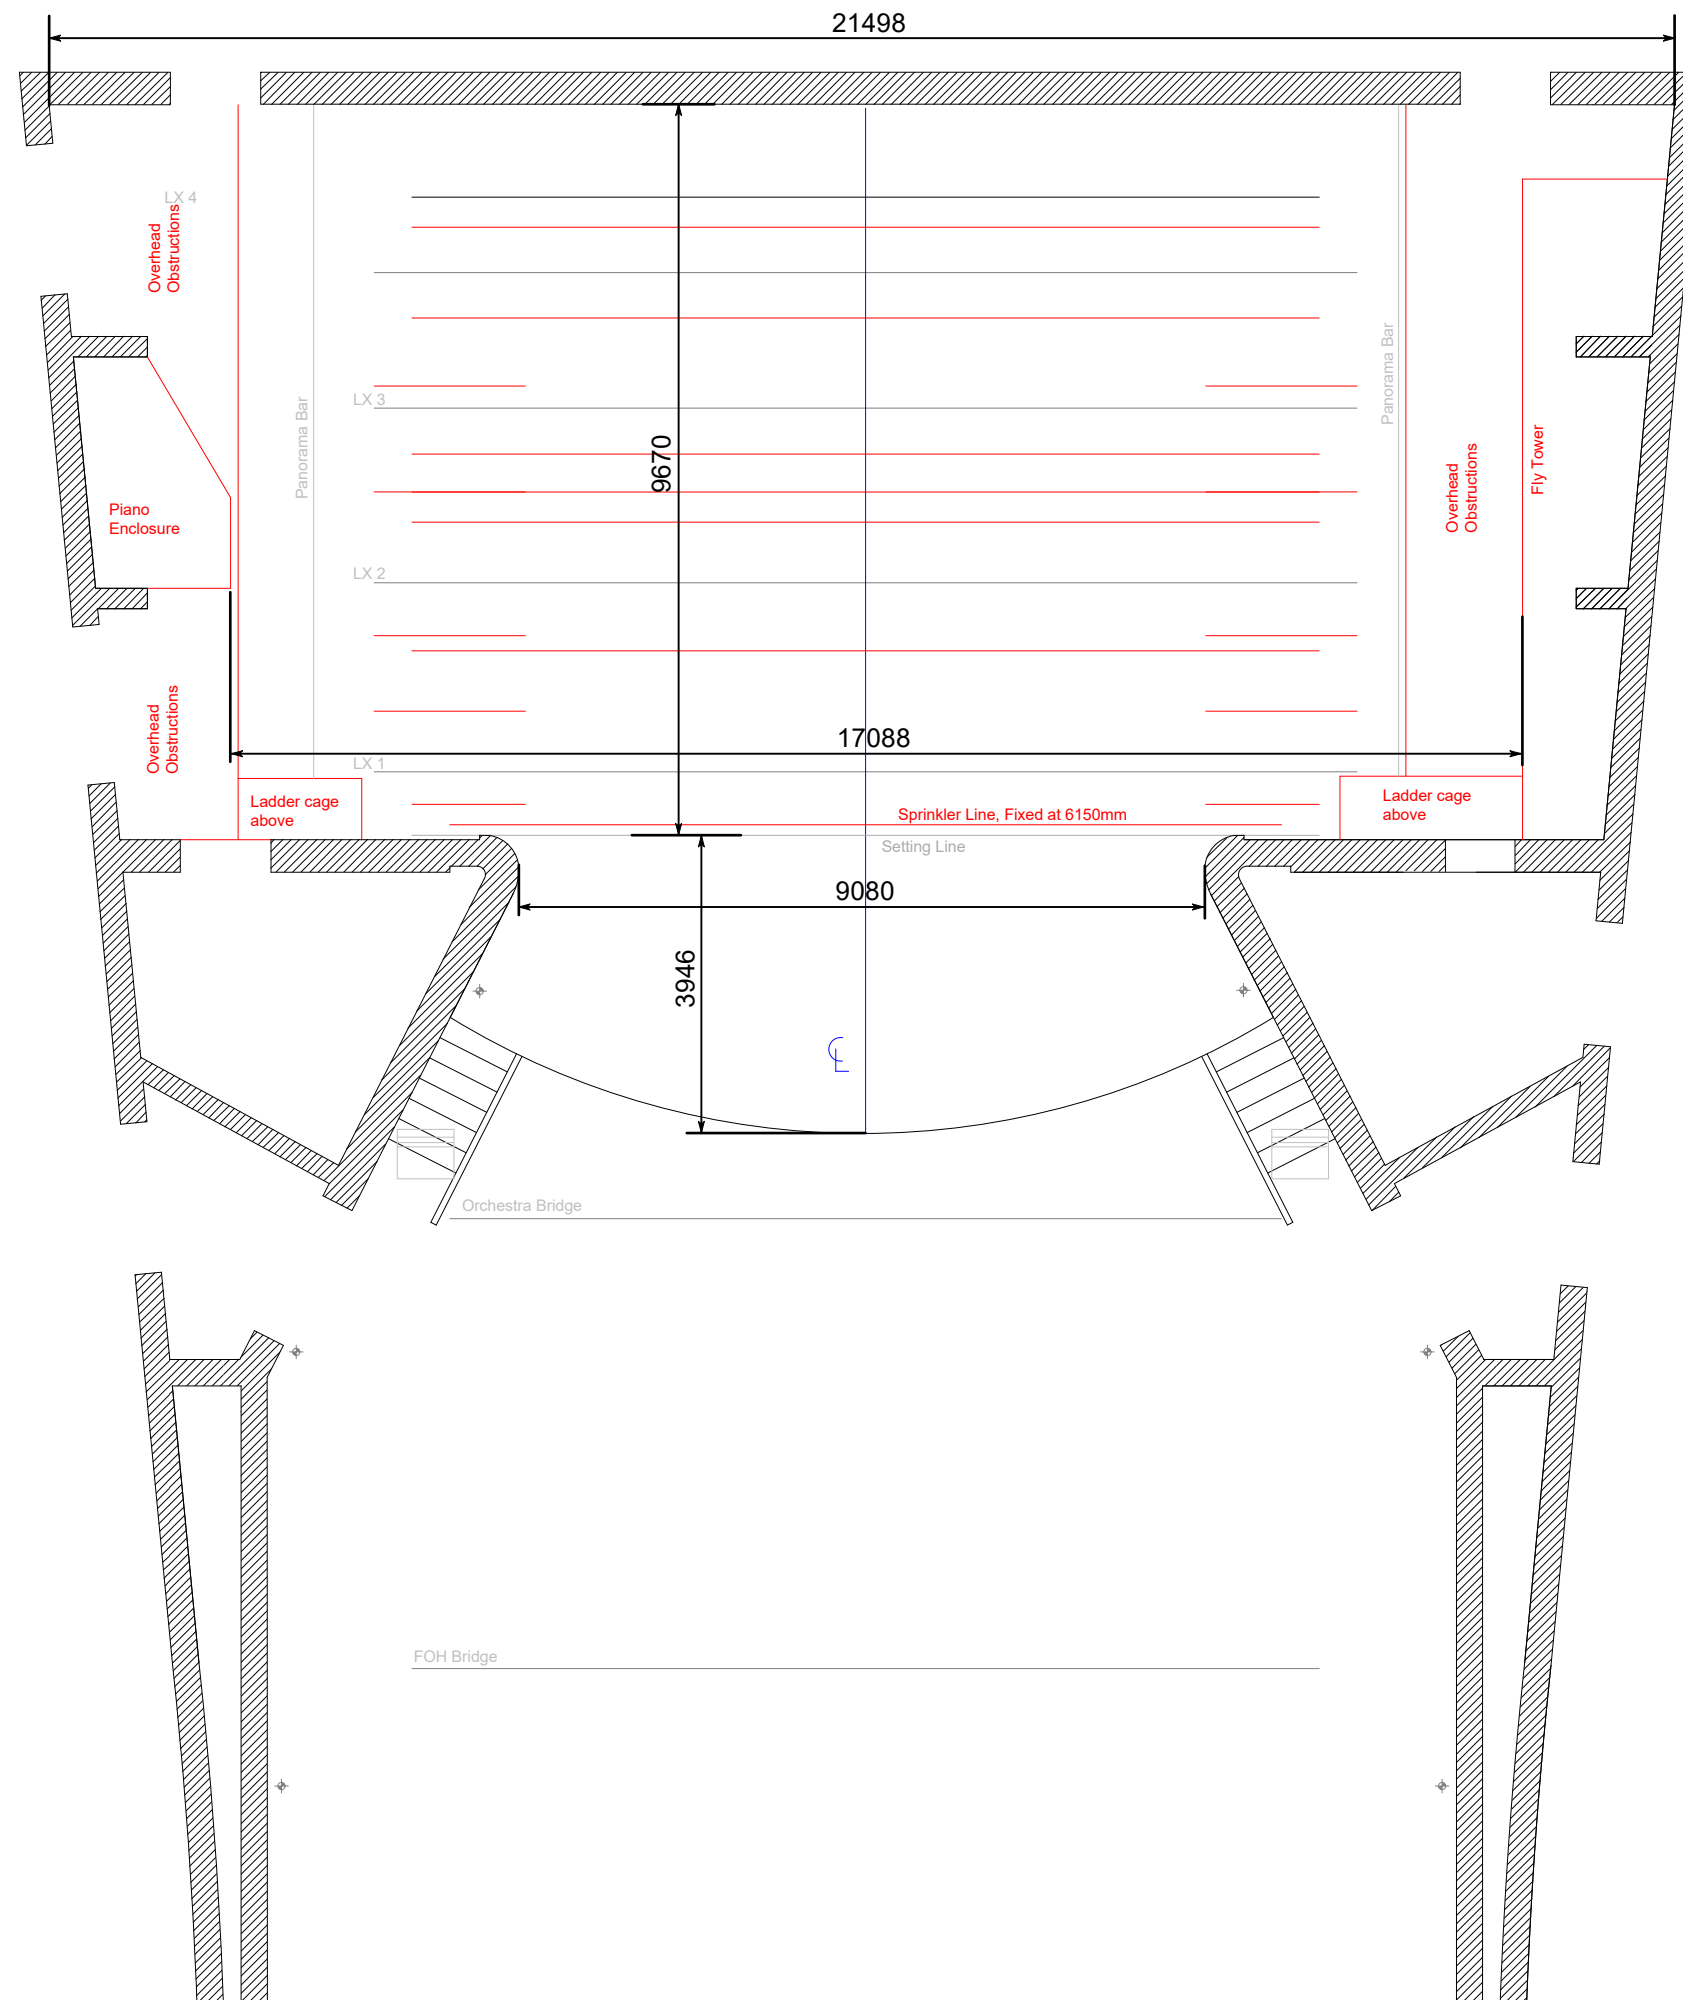 21498
LX 4
Overhead
Obstructions
Panorama Bar
Panorama Bar
LX 3
9670
Overhead
Obstructions
Fly Tower
Piano
Enclosure
LX 2
Overhead
Obstructions
17088
LX 1
Ladder cage
above
Sprinkler Line, Fixed at 6150mm
Ladder cage
above
Setting Line
9080
3946
Orchestra Bridge
FOH Bridge